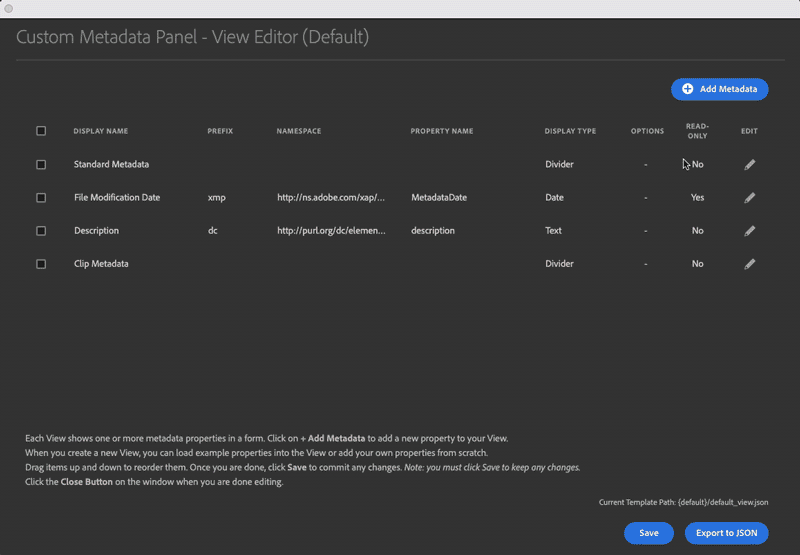 Custom Metadata Panel - View Editor (Default)
Add Metadata
DISPLAY NAME PREFIX NAMESPACE PROPERTY NAME DISPLAY TYPE OPTIONS READ-ONLY EDIT
Standard Metadata Divider - No
File Modification Date xmp http://ns.adobe.com/xap/... MetadataDate Date - Yes
Description dc http://purl.org/dc/elemen... description Text - No
Clip Metadata Divider - No
Each View shows one or more metadata properties in a form. Click on + Add Metadata to add a new property to your View.
When you create a new View, you can load example properties into the View or add your own properties from scratch.
Drag items up and down to reorder them. Once you are done, click Save to commit any changes. Note: you must click Save to keep any changes.
Click the Close Button on the window when you are done editing.
Current Template Path: {default}/default_view.json
Save Export to JSON